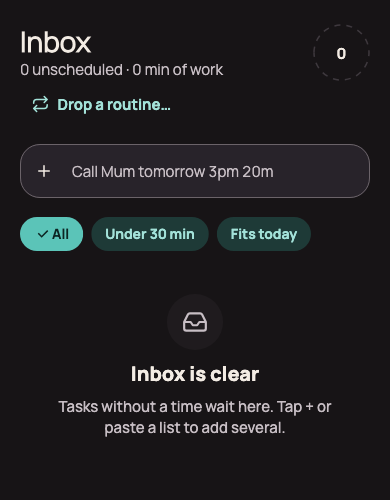 Inbox
0 unscheduled · 0 min of work
0
Drop a routine...
+ Call Mum tomorrow 3pm 20m
✓ All Under 30 min Fits today
Inbox is clear
Tasks without a time wait here. Tap + or
paste a list to add several.